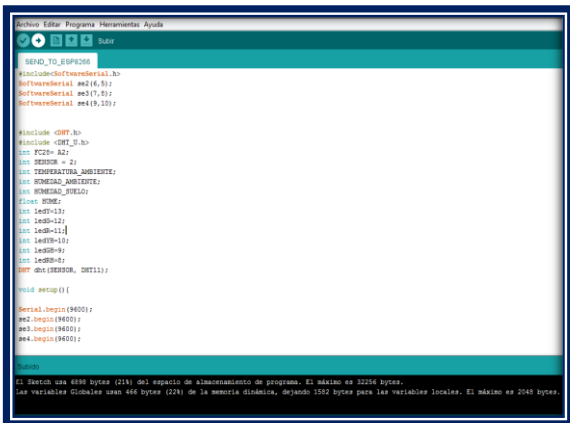 Archivo Editar Programa Herramientas Ayuda
Subir
SEND_TO_ESP8266
#include<SoftwareSerial.h>
SoftwareSerial se2(6,5);
SoftwareSerial se3(7,8);
SoftwareSerial se4(9,10);
#include <DHT.h>
#include <DHT_U.h>
int FC28= A2;
int SENSOR = 2;
int TEMPERATURA_AMBIENTE;
int HUMEDAD_AMBIENTE;
int HUMEDAD_SUELO;
float HUME;
int ledY=13;
int ledG=12;
int ledR=11;
int ledYH=10;
int ledGH=9;
int ledRH=8;
DHT dht(SENSOR, DHT11);
void setup(){
Serial.begin(9600);
se2.begin(9600);
se3.begin(9600);
se4.begin(9600);
Subido
El Sketch usa 6898 bytes (21%) del espacio de almacenamiento de programa. El máximo es 32256 bytes.
Las variables Globales usan 466 bytes (22%) de la memoria dinámica, dejando 1582 bytes para las variables locales. El máximo es 2048 bytes.